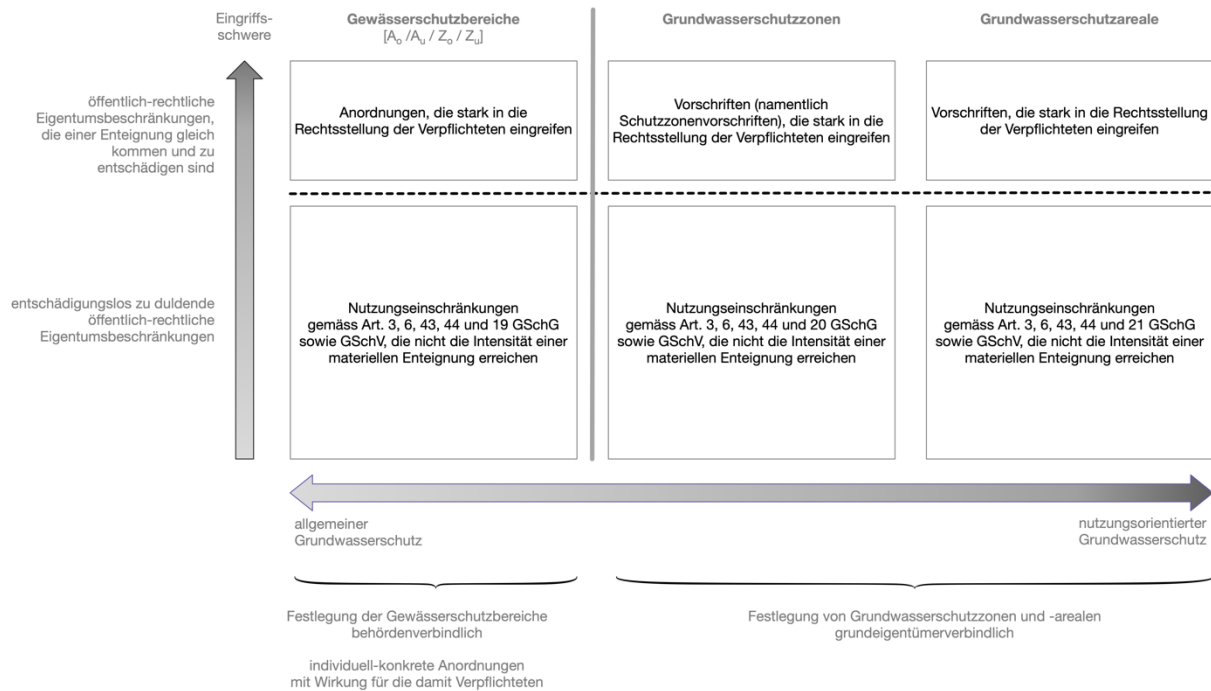 Eingriffs-
schwere
Gewässerschutzbereiche
[Ao /Au / Zo / Zu]
Grundwasserschutzzonen
Grundwasserschutzareale
öffentlich-rechtliche
Eigentumsbeschränkungen,
die einer Enteignung gleich
kommen und zu
entschädigen sind
Anordnungen, die stark in die
Rechtsstellung der Verpflichteten eingreifen
Vorschriften (namentlich
Schutzzonenvorschriften), die stark in die
Rechtsstellung der Verpflichteten eingreifen
Vorschriften, die stark in die Rechtsstellung
der Verpflichteten eingreifen
entschädigungslos zu duldende
öffentlich-rechtliche
Eigentumsbeschränkungen
Nutzungseinschränkungen
gemäss Art. 3, 6, 43, 44 und 19 GSchG
sowie GSchV, die nicht die Intensität einer
materiellen Enteignung erreichen
Nutzungseinschränkungen
gemäss Art. 3, 6, 43, 44 und 20 GSchG
sowie GSchV, die nicht die Intensität einer
materiellen Enteignung erreichen
Nutzungseinschränkungen
gemäss Art. 3, 6, 43, 44 und 21 GSchG
sowie GSchV, die nicht die Intensität einer
materiellen Enteignung erreichen
allgemeiner
Grundwasserschutz
nutzungsorientierter
Grundwasserschutz
Festlegung der Gewässerschutzbereiche
behördenverbindlich
individuell-konkrete Anordnungen
mit Wirkung für die damit Verpflichteten
Festlegung von Grundwasserschutzzonen und -arealen
grundeigentümerverbindlich